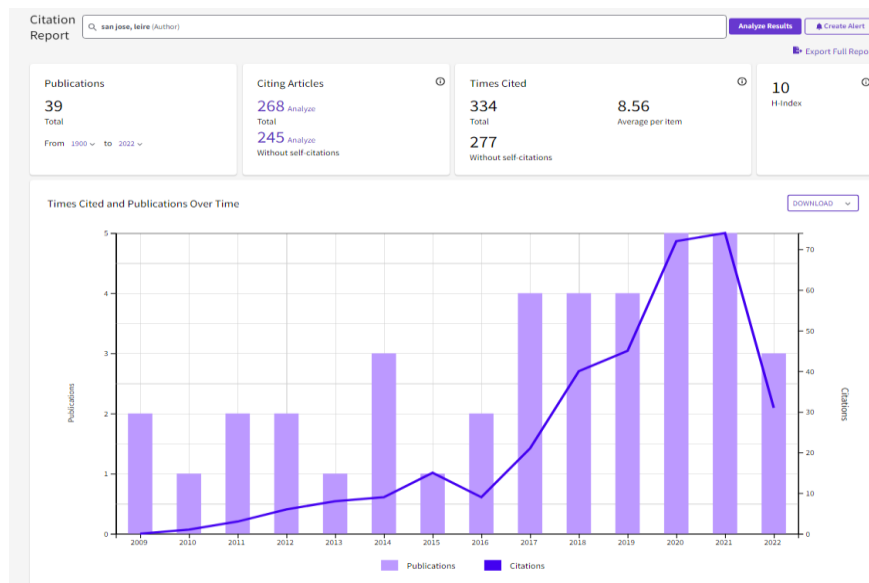 Citation
Report
san jose, leire (Author)
Analyze Results
Create Alert
Export Full Repor
Publications
39
Total
From 1900 to 2022
Citing Articles
268 Analyze
Total
245 Analyze
Without self-citations
Times Cited
334
Total
277
Without self-citations
8.56
Average per item
10
H-Index
Times Cited and Publications Over Time
DOWNLOAD
5
4
3
2
1
0
Publications
70
60
50
40
30
20
10
0
Citations
2009 2010 2011 2012 2013 2014 2015 2016 2017 2018 2019 2020 2021 2022
Publications Citations